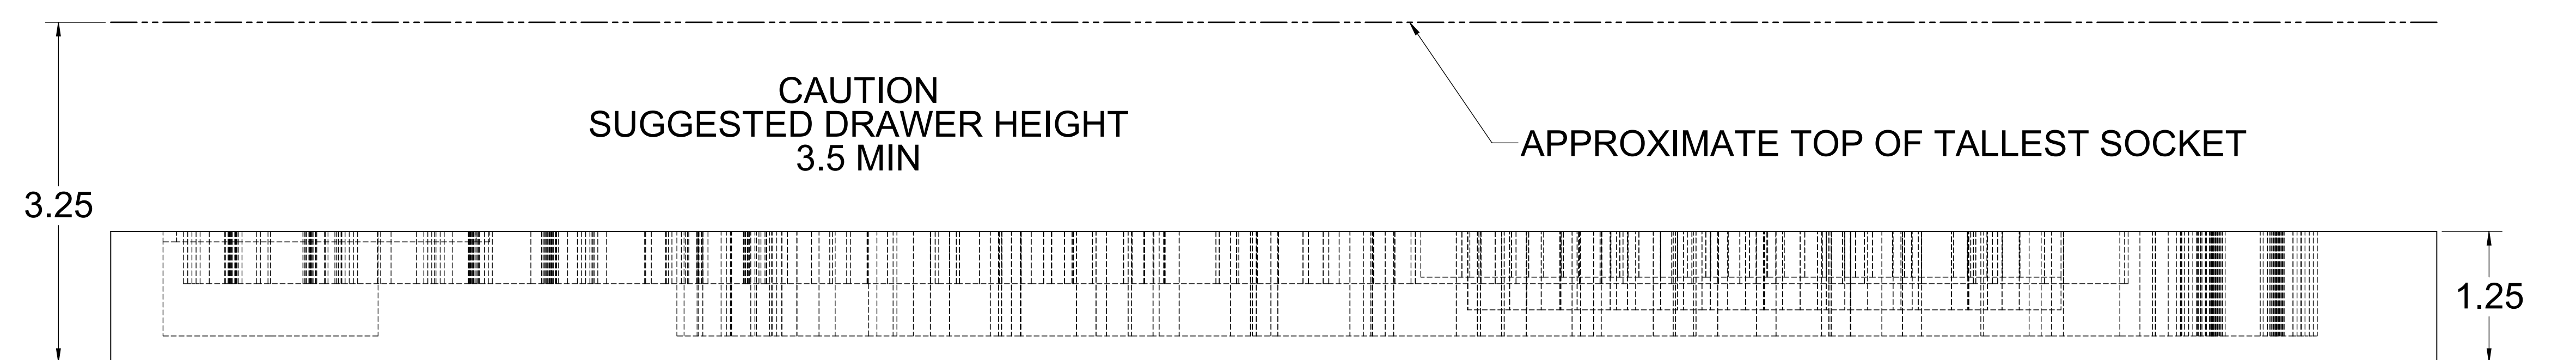 CAUTION
SUGGESTED DRAWER HEIGHT
3.5 MIN
APPROXIMATE TOP OF TALLEST SOCKET
3.25
1.25